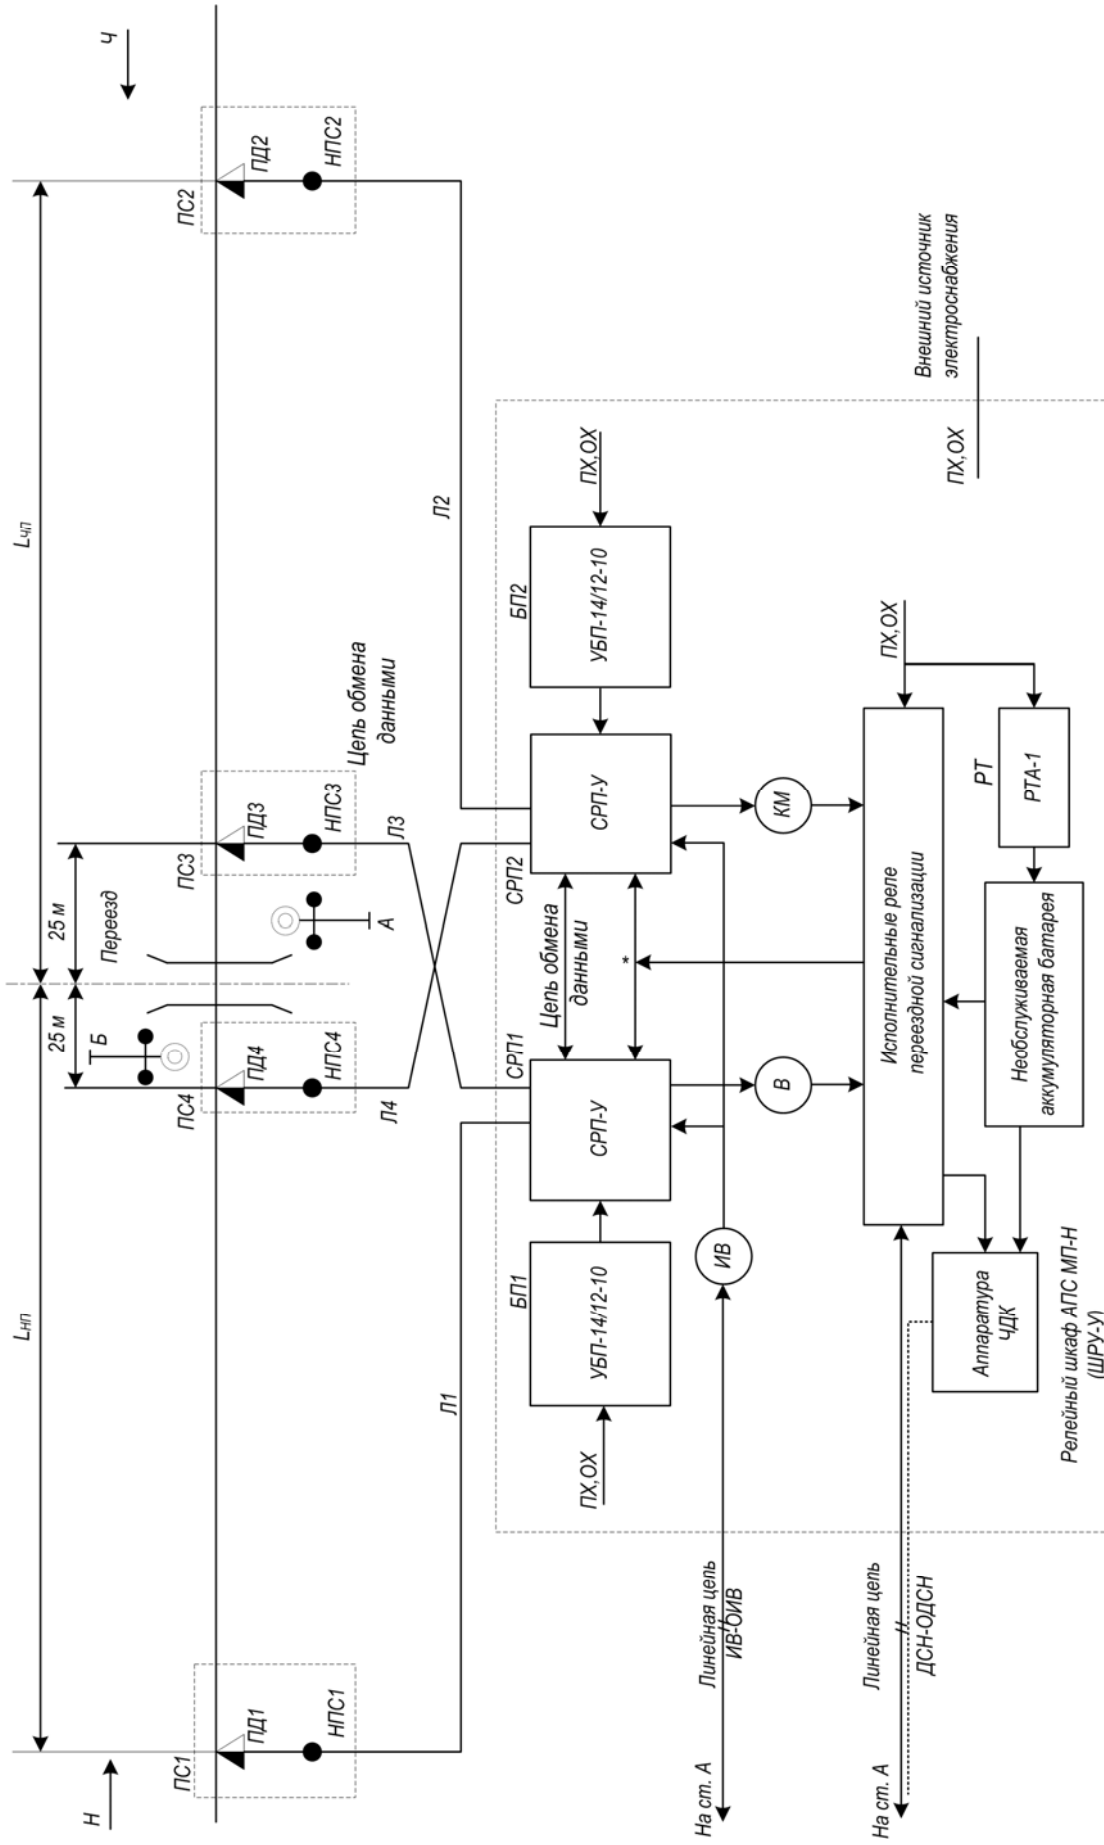 Н
Lнп
Lчп
Ч
25 м
25 м
Б
Переезд
А
ПС1
ПД1
НПС1
ПС4
ПД4
НПС4
ПС3
ПД3
НПС3
ПС2
ПД2
НПС2
Цепь обмена
данными
Л1
Л4
Л3
Л2
ПХ,ОХ
БП1
УБП-14/12-10
СРП1
СРП-У
Цепь обмена
данными
*
СРП2
СРП-У
БП2
УБП-14/12-10
ПХ,ОХ
ИВ
В
КМ
На ст. А
Линейная цепь
ИВ-ОИВ
Исполнительные реле
переездной сигнализации
ПХ,ОХ
На ст. А
Линейная цепь
//
ДСН-ОДСН
Аппаратура
ЧДК
Необслуживаемая
аккумуляторная батарея
РТ
РТА-1
Внешний источник
электроснабжения
ПХ,ОХ
Релейный шкаф АПС МП-Н
(ШРУ-У)